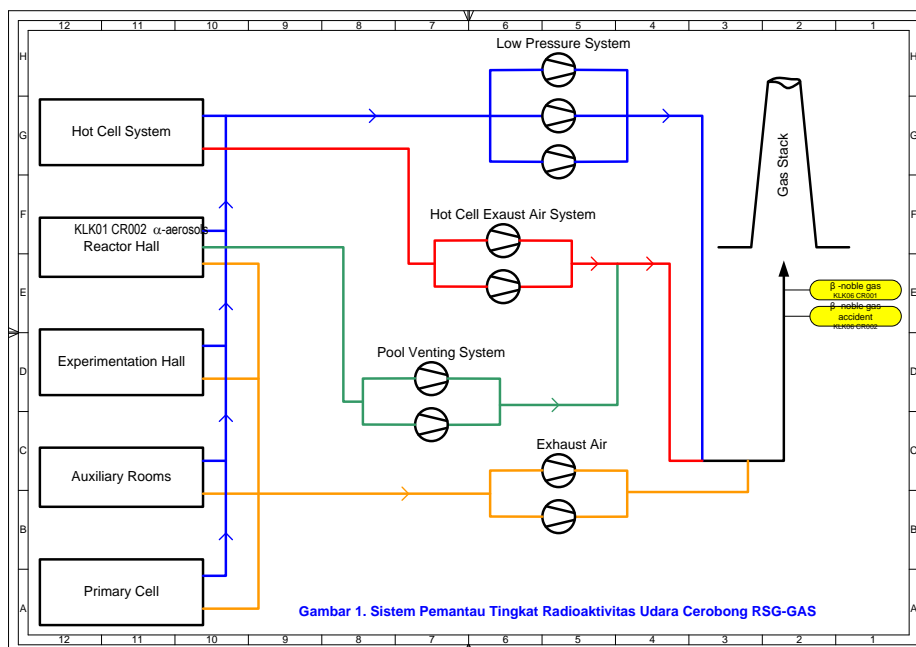 12 11 10 9 8 7 6 5 4 3 2 1
Low Pressure System
H H
Hot Cell System
G G
Gas Stack
KLK01 CR002 α-aerosols
Reactor Hall
Hot Cell Exaust Air System
F F
β -noble gas
KLK06 CR001
E E
β -noble gas
accident
KLK06 CR002
Experimentation Hall
Pool Venting System
D D
Auxiliary Rooms
Exhaust Air
C C
B B
Primary Cell
A A
Gambar 1. Sistem Pemantau Tingkat Radioaktivitas Udara Cerobong RSG-GAS
12 11 10 9 8 7 6 5 4 3 2 1